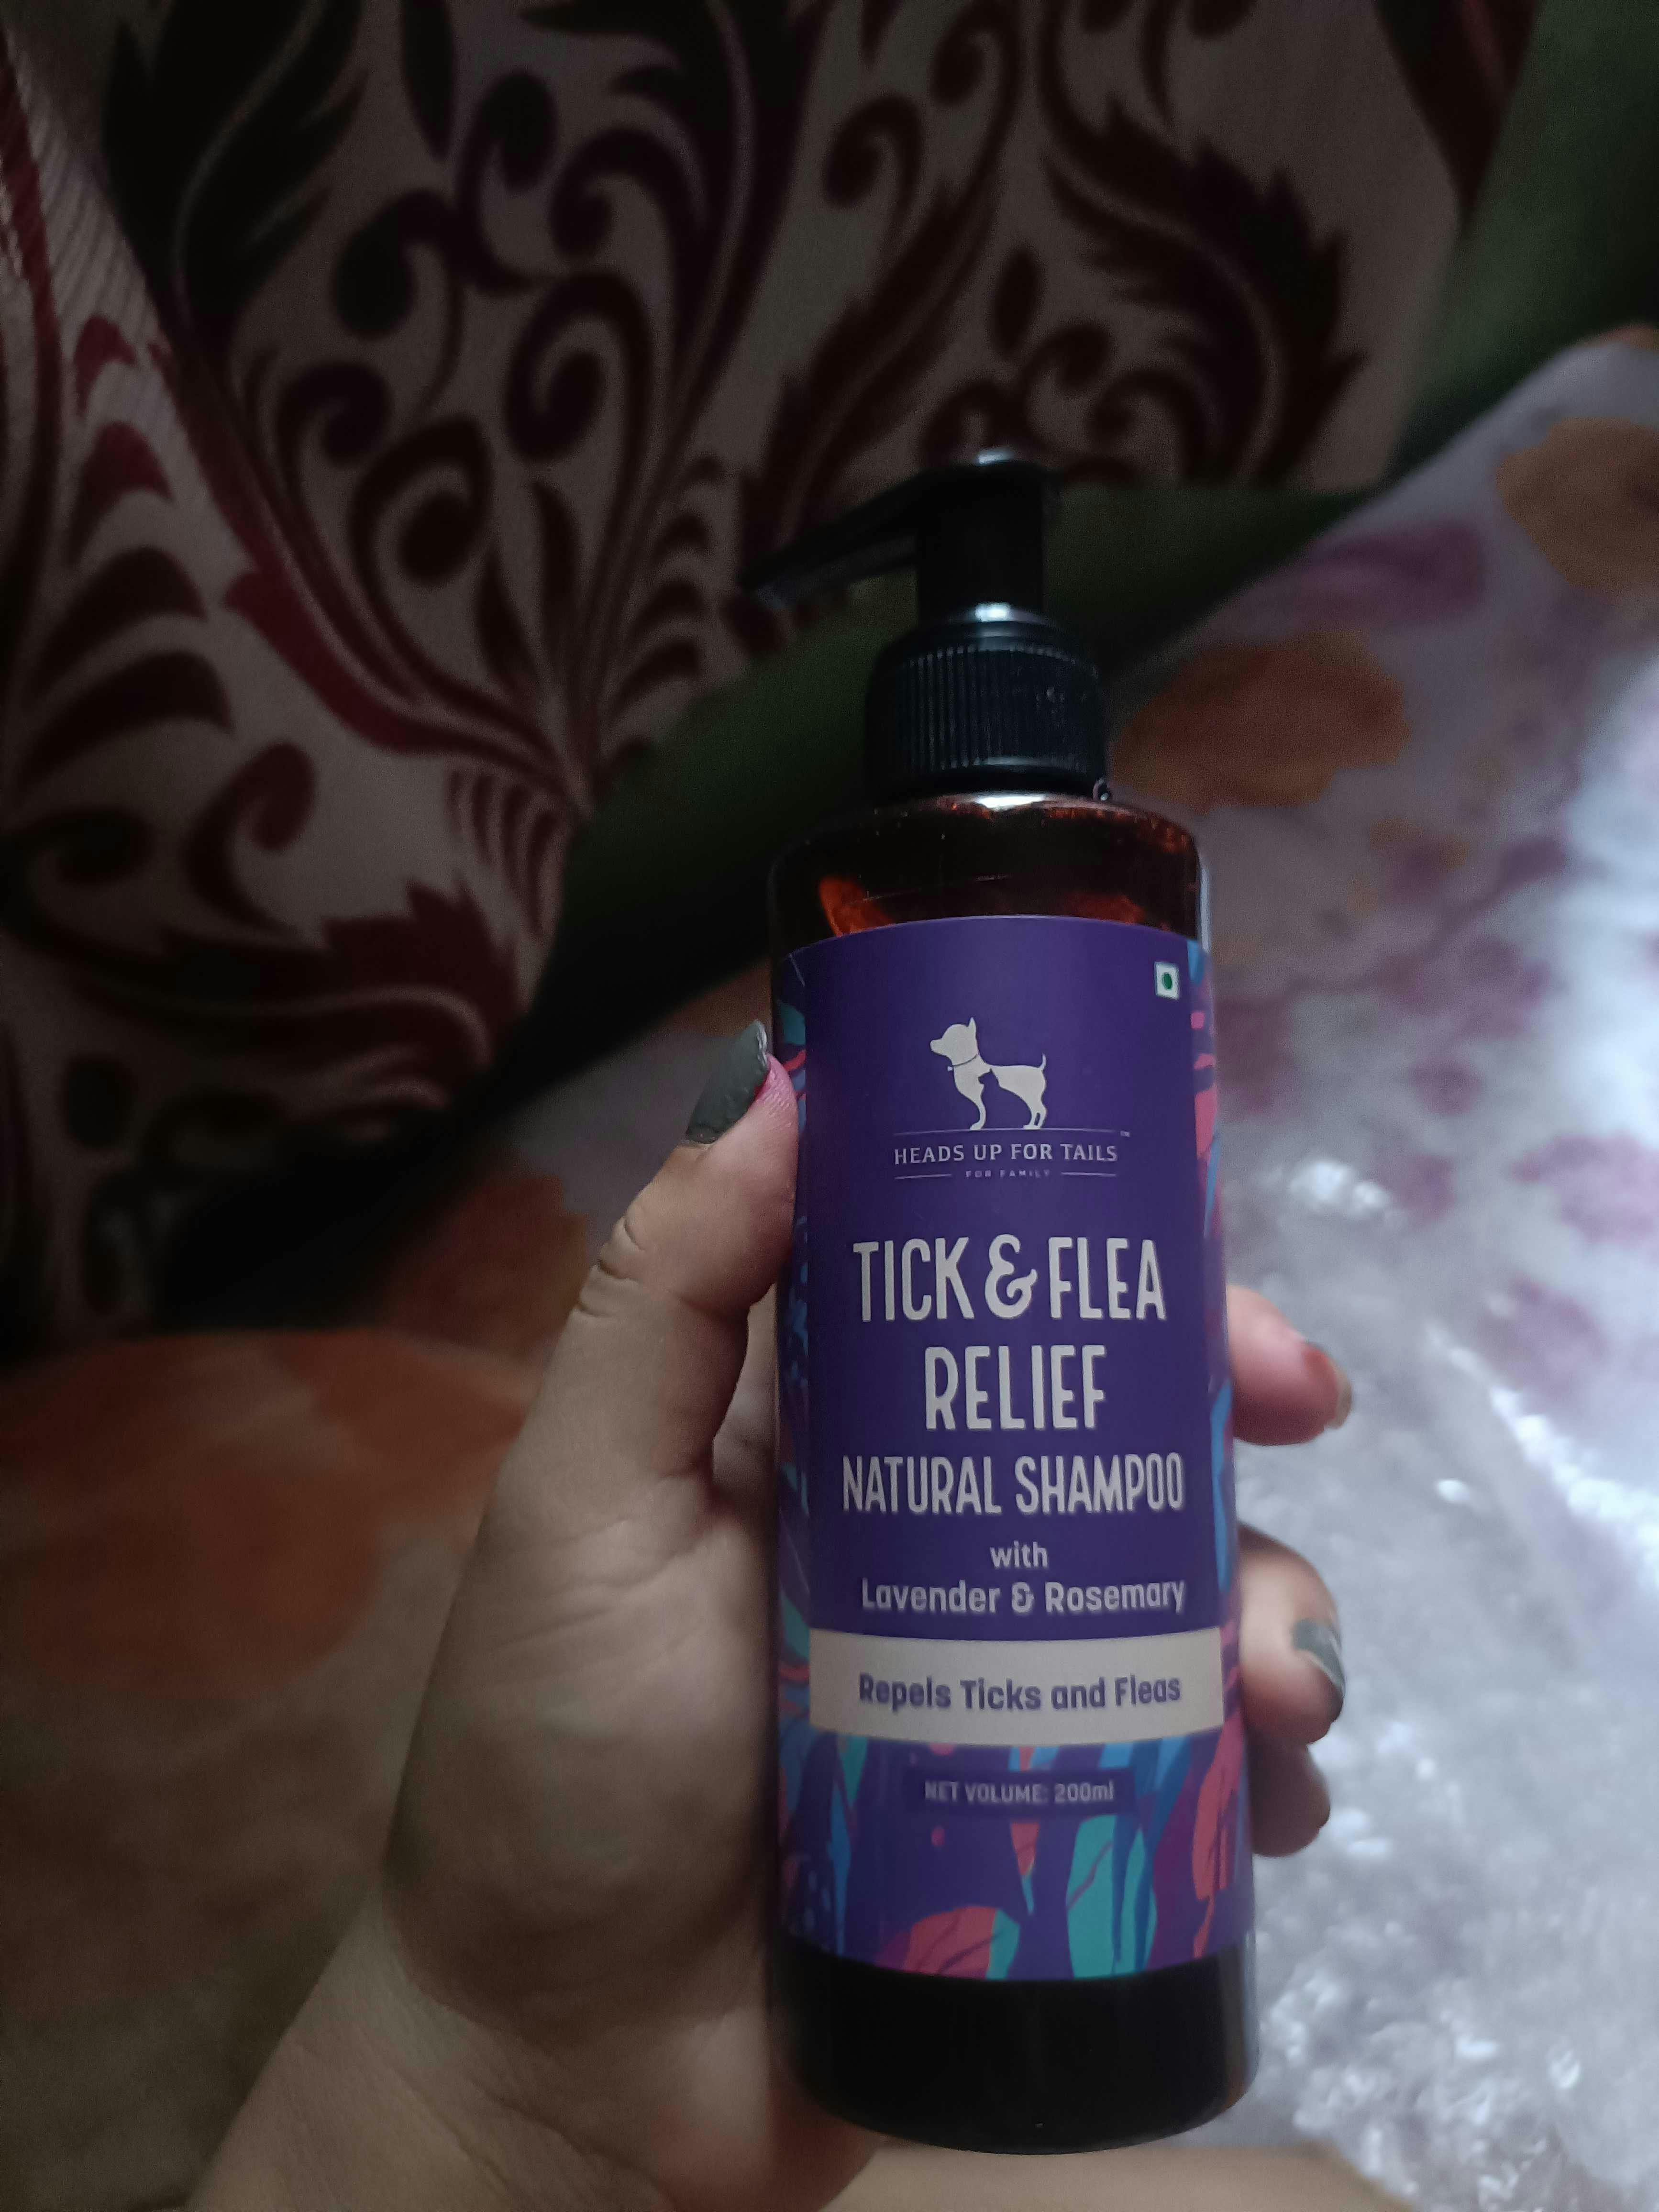 HEADS UP FOR TAILS™
FOR FAMILY
TICK & FLEA
RELIEF
NATURAL SHAMPOO
with
Lavender & Rosemary
Repels Ticks and Fleas
NET VOLUME: 200ml